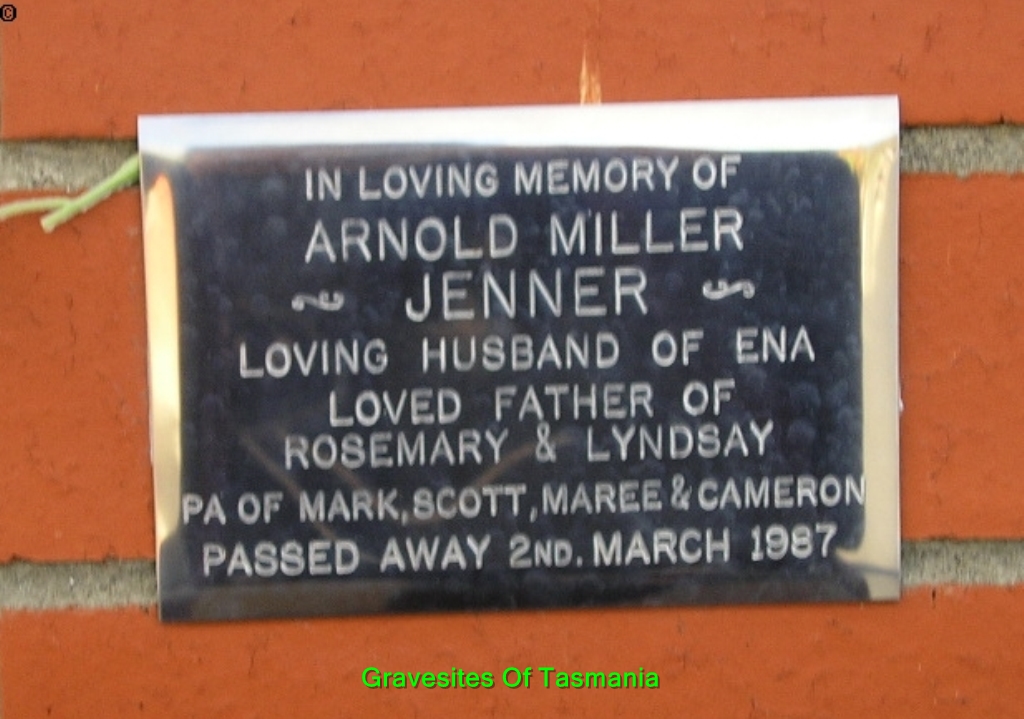 ©
IN LOVING MEMORY OF
ARNOLD MILLER
JENNER
LOVING HUSBAND OF ENA
LOVED FATHER OF
ROSEMARY & LYNDSAY
PA OF MARK, SCOTT, MAREE & CAMERON
PASSED AWAY 2ND. MARCH 1987
Gravesites Of Tasmania